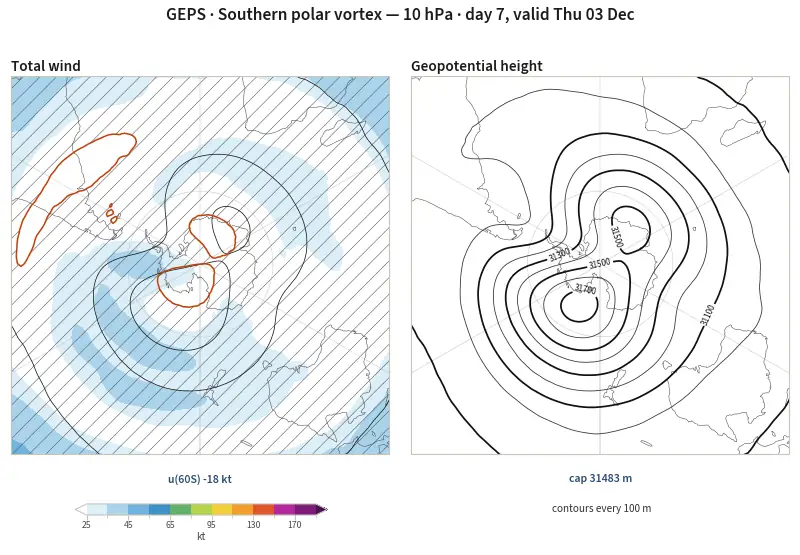 GEPS · Southern polar vortex — 10 hPa · day 7, valid Thu 03 Dec
Total wind
Geopotential height
31500
31300
31500
31700
31100
u(60S) -18 kt
cap 31483 m
contours every 100 m
25 45 65 95 130 170
kt